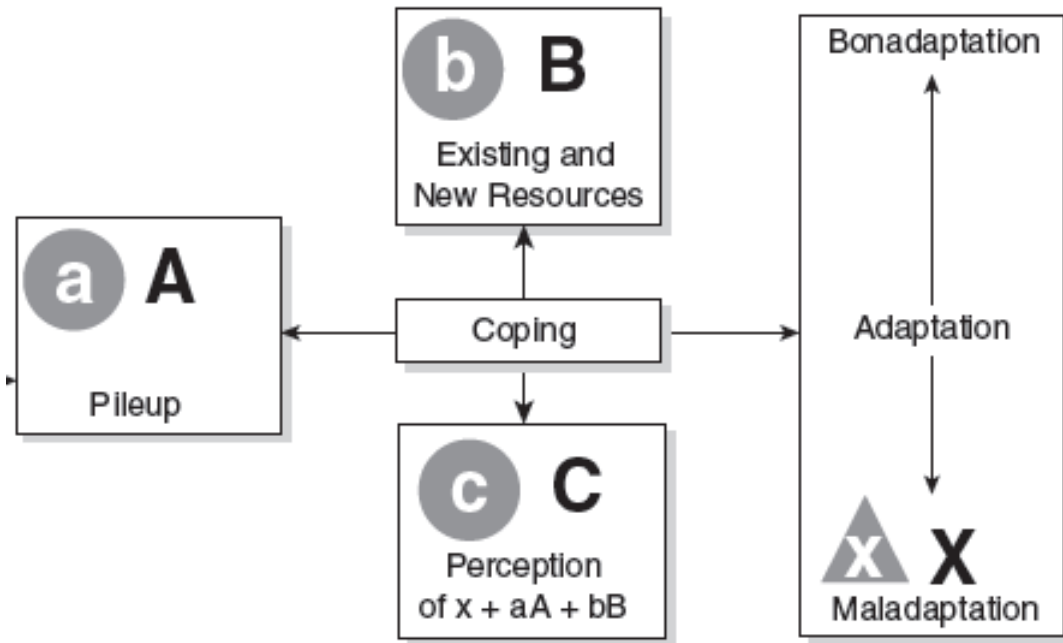 b B
Existing and
New Resources
a A
Pileup
Coping
c C
Perception
of x + aA + bB
Bonadaptation
Adaptation
x X
Maladaptation